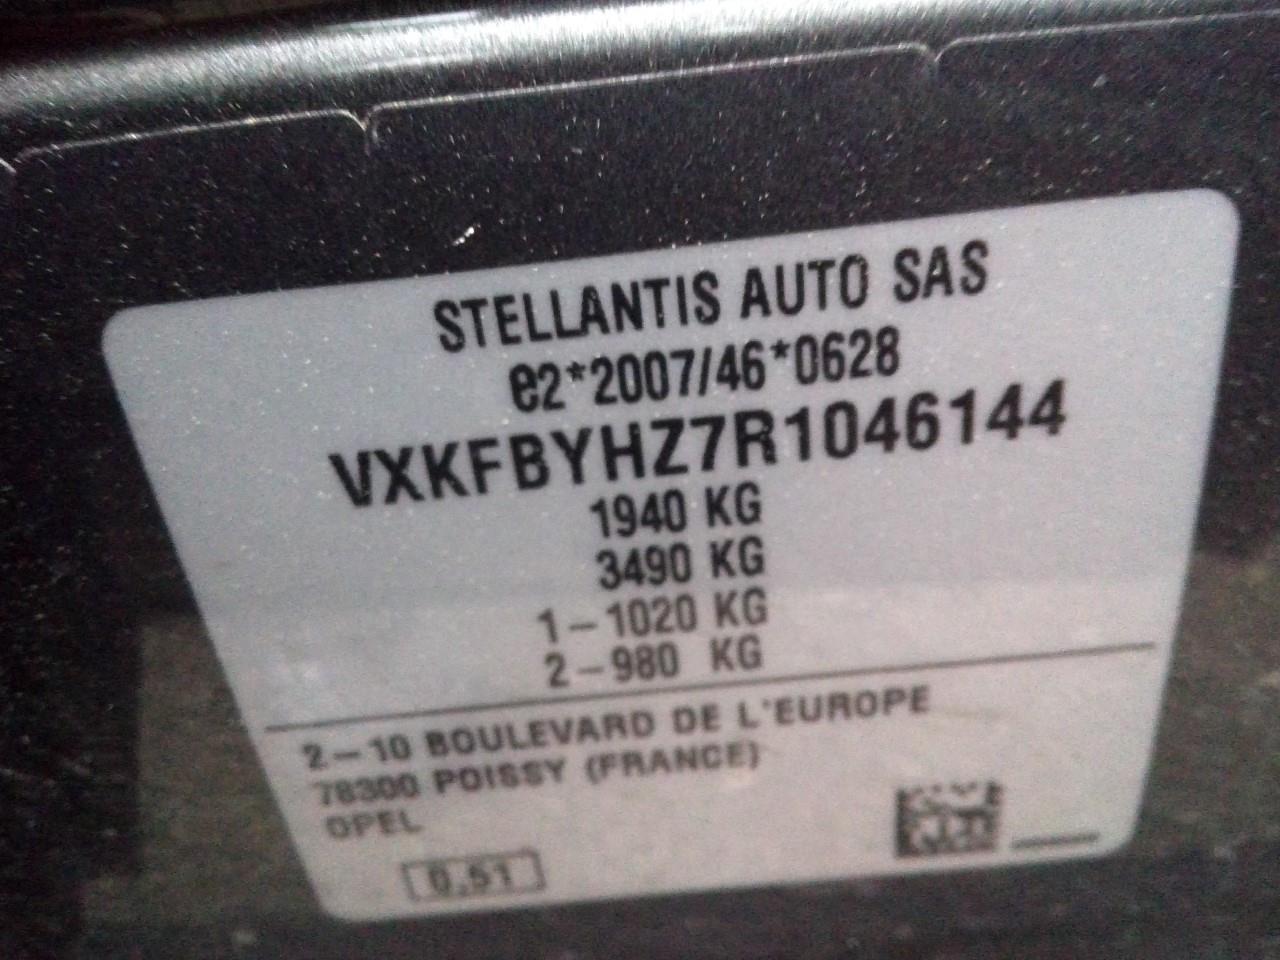 STELLANTIS AUTO SAS
e2*2007/46*0628
VXKFBYHZ7R1046144
1940 KG
3490 KG
1-1020 KG
2-980 KG
2-10 BOULEVARD DE L'EUROPE
78300 POISSY (FRANCE)
OPEL
0,51